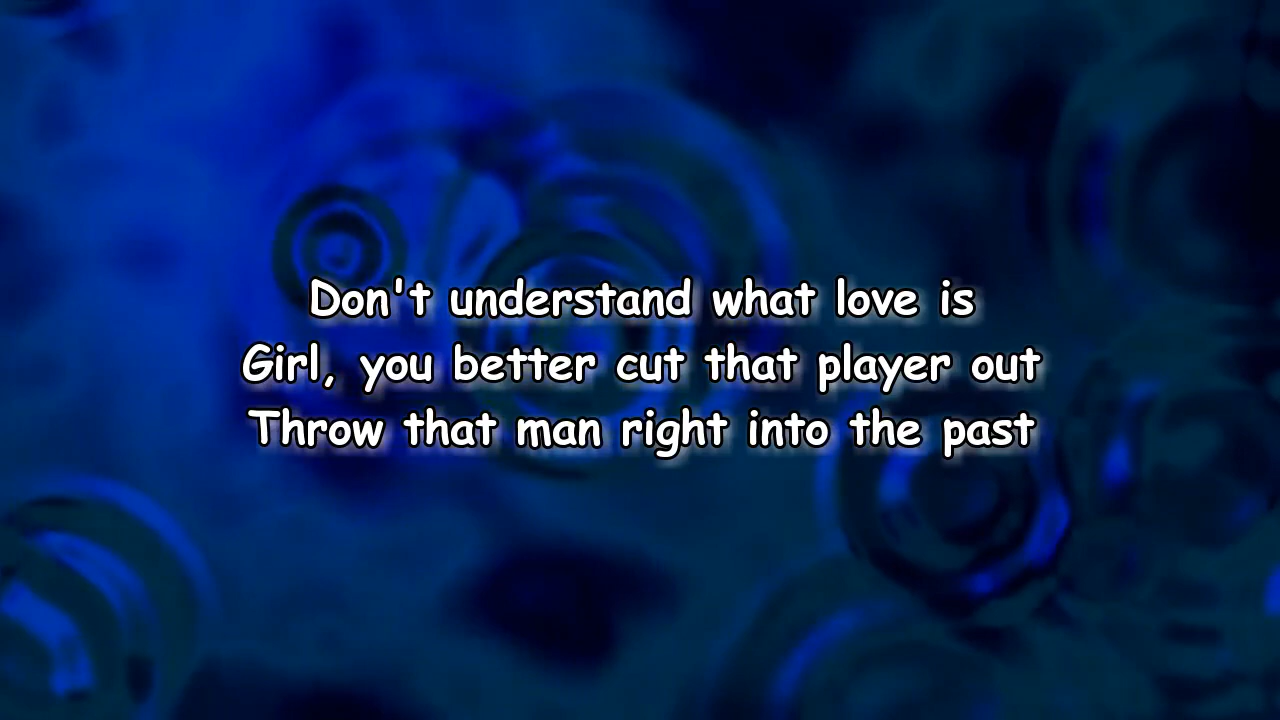 Don't understand what love is
Girl, you better cut that player out
Throw that man right into the past